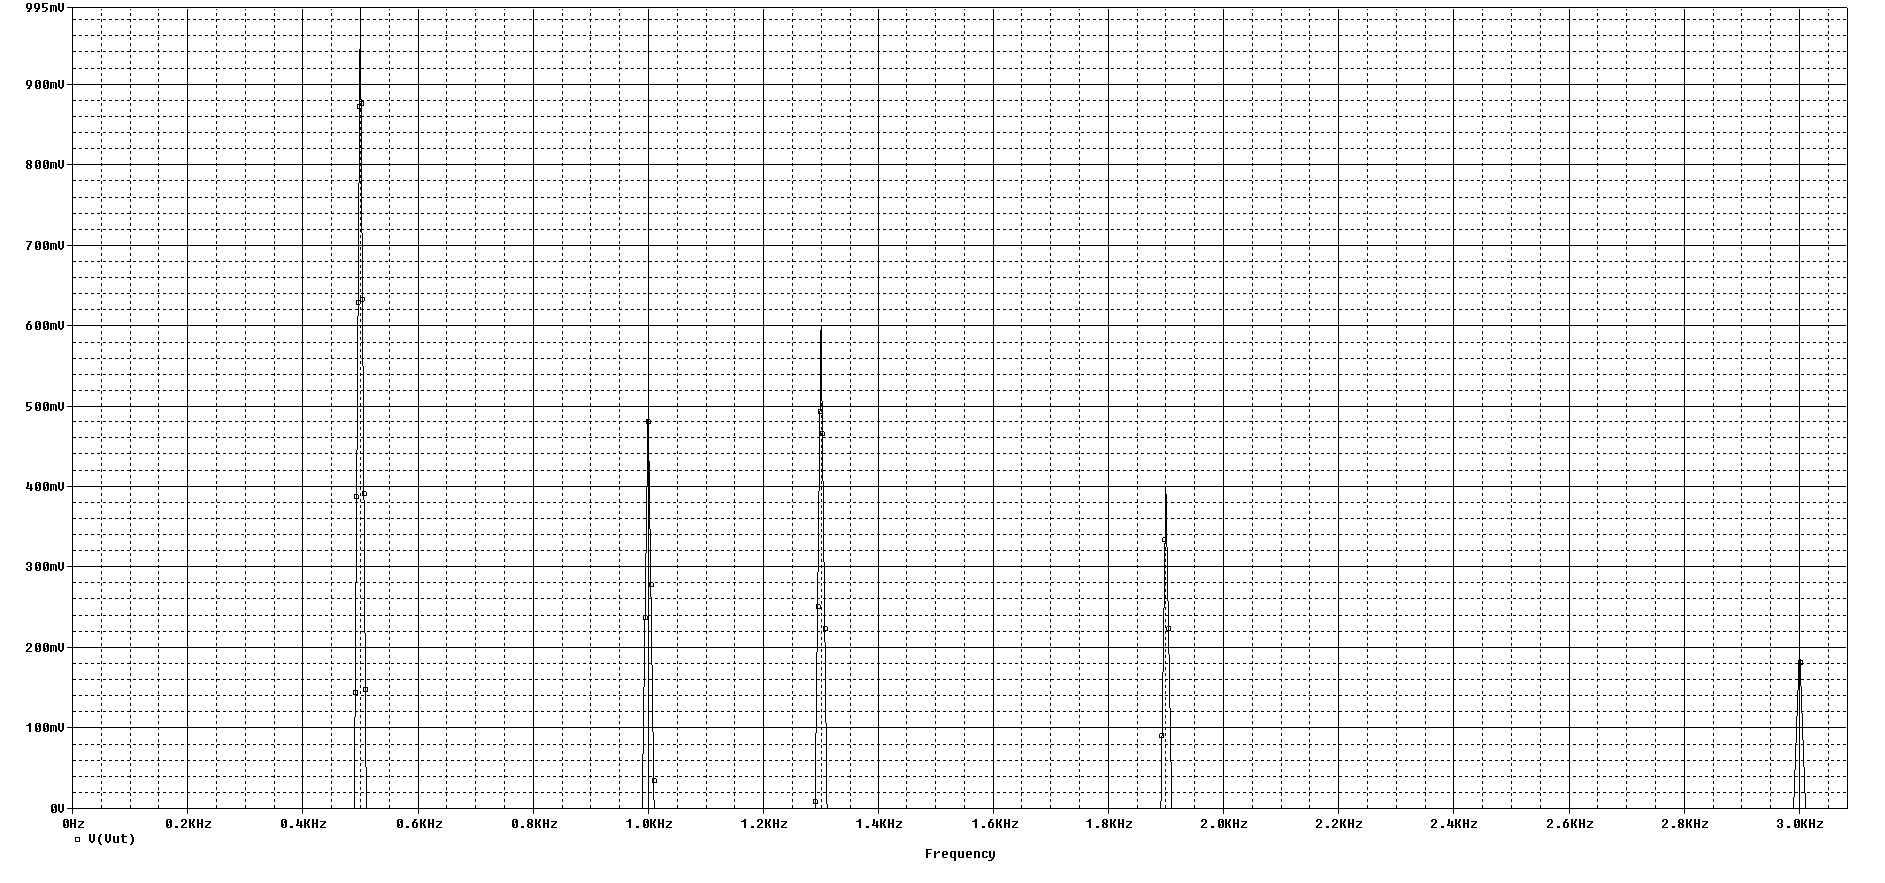 995mV
900mV
800mV
700mV
600mV
500mV
400mV
300mV
200mV
100mV
0V
0Hz 0.2KHz 0.4KHz 0.6KHz 0.8KHz 1.0KHz 1.2KHz 1.4KHz 1.6KHz 1.8KHz 2.0KHz 2.2KHz 2.4KHz 2.6KHz 2.8KHz 3.0KHz
V(Vut)
Frequency